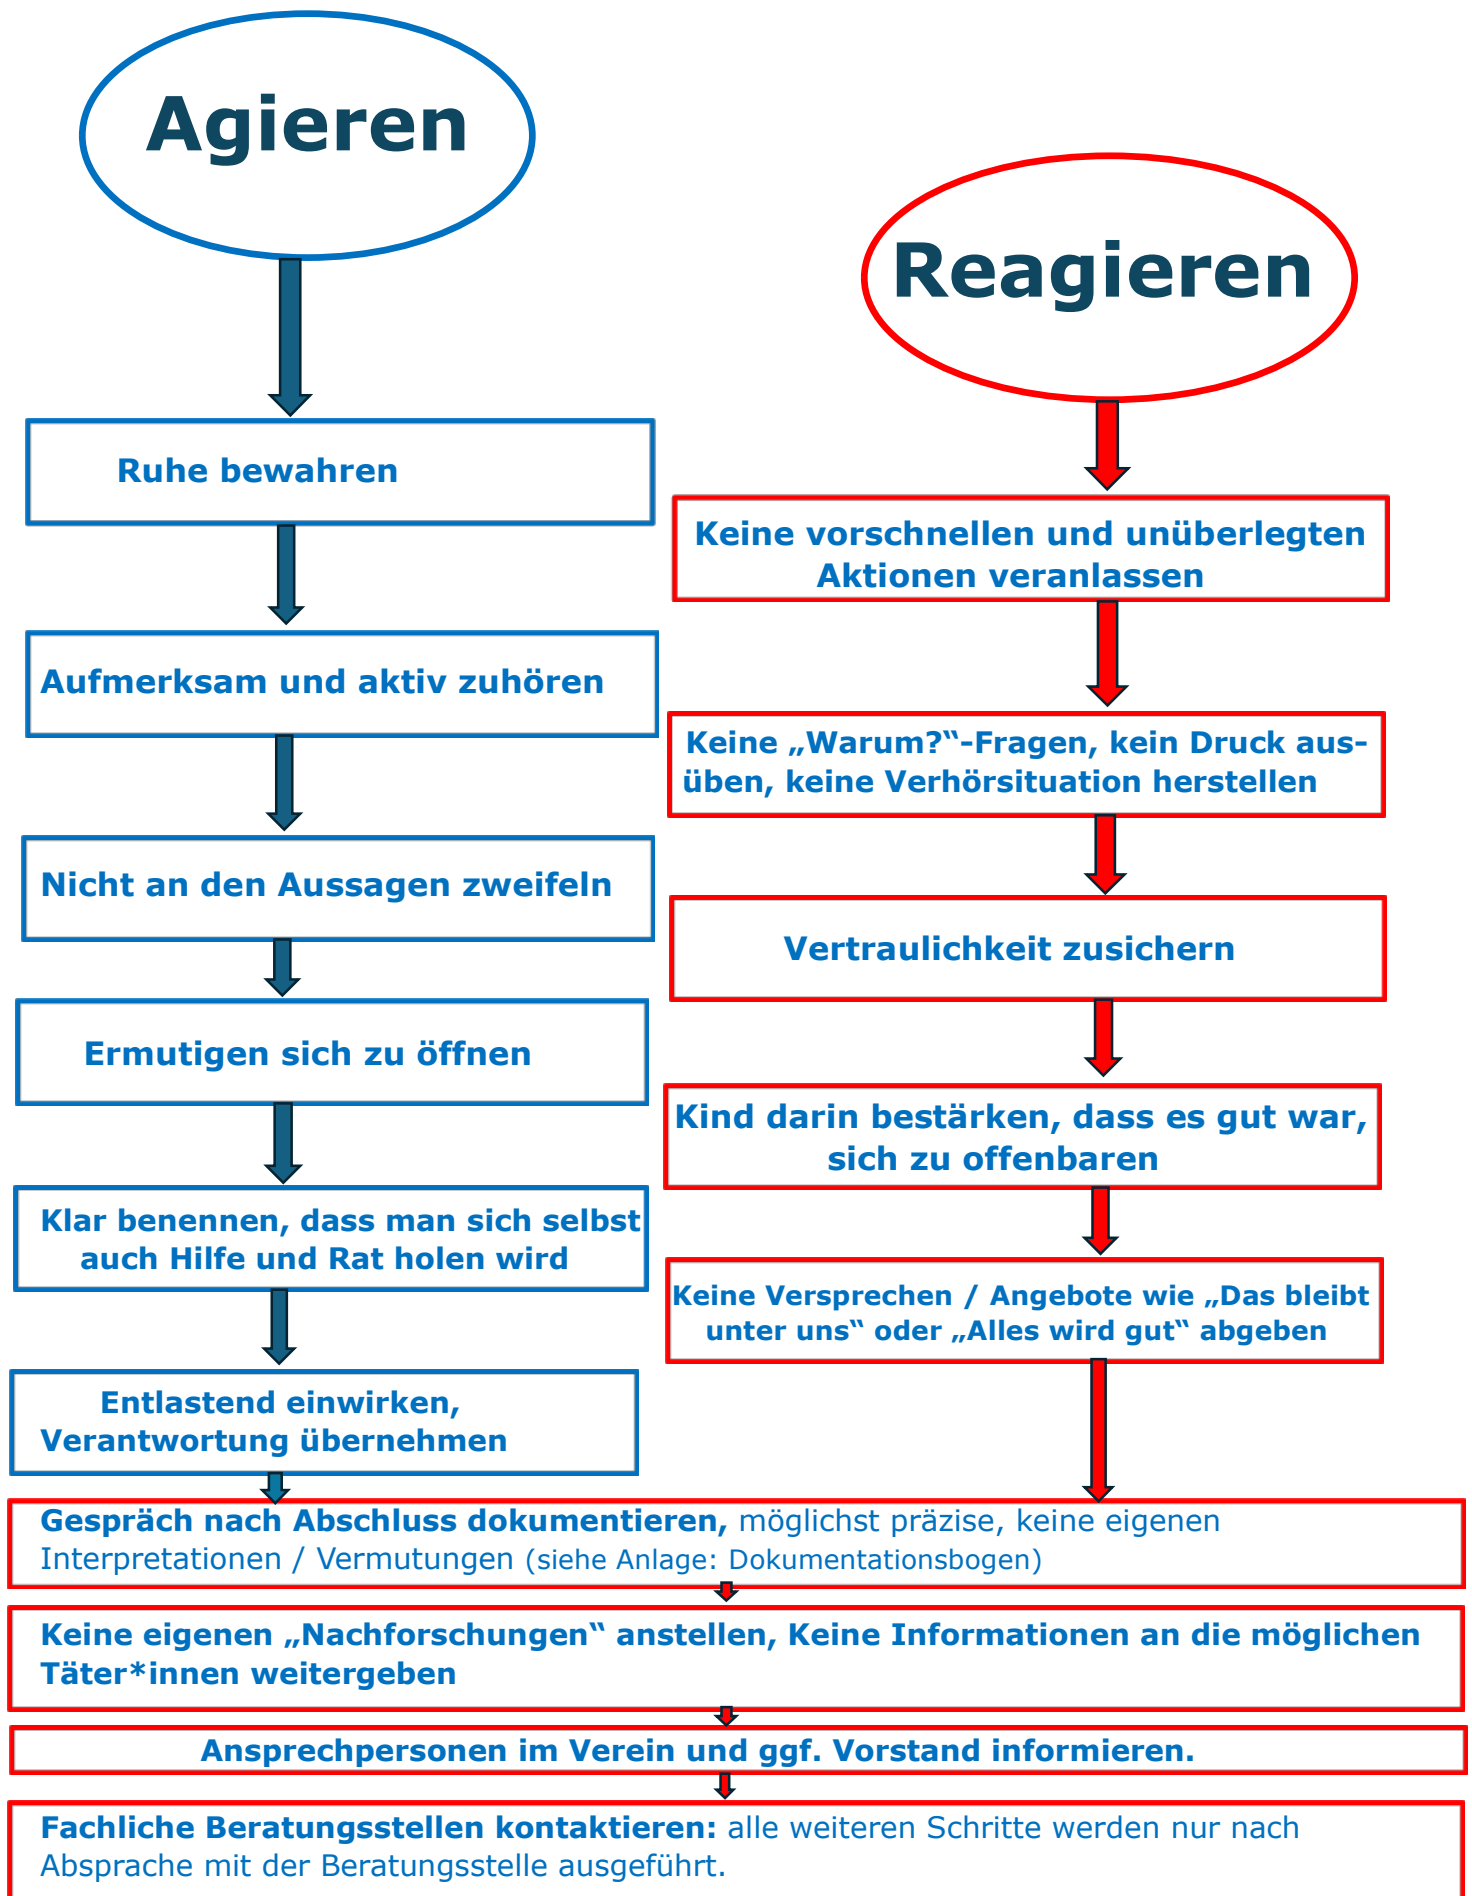 Agieren
Ruhe bewahren
Aufmerksam und aktiv zuhören
Nicht an den Aussagen zweifeln
Ermutigen sich zu öffnen
Klar benennen, dass man sich selbst
auch Hilfe und Rat holen wird
Entlastend einwirken,
Verantwortung übernehmen
Reagieren
Keine vorschnellen und unüberlegten
Aktionen veranlassen
Keine „Warum?“-Fragen, kein Druck aus-
üben, keine Verhörsituation herstellen
Vertraulichkeit zusichern
Kind darin bestärken, dass es gut war,
sich zu offenbaren
Keine Versprechen / Angebote wie „Das bleibt
unter uns“ oder „Alles wird gut“ abgeben
Gespräch nach Abschluss dokumentieren, möglichst präzise, keine eigenen
Interpretationen / Vermutungen (siehe Anlage: Dokumentationsbogen)
Keine eigenen „Nachforschungen“ anstellen, Keine Informationen an die möglichen
Täter*innen weitergeben
Ansprechpersonen im Verein und ggf. Vorstand informieren.
Fachliche Beratungsstellen kontaktieren: alle weiteren Schritte werden nur nach
Absprache mit der Beratungsstelle ausgeführt.